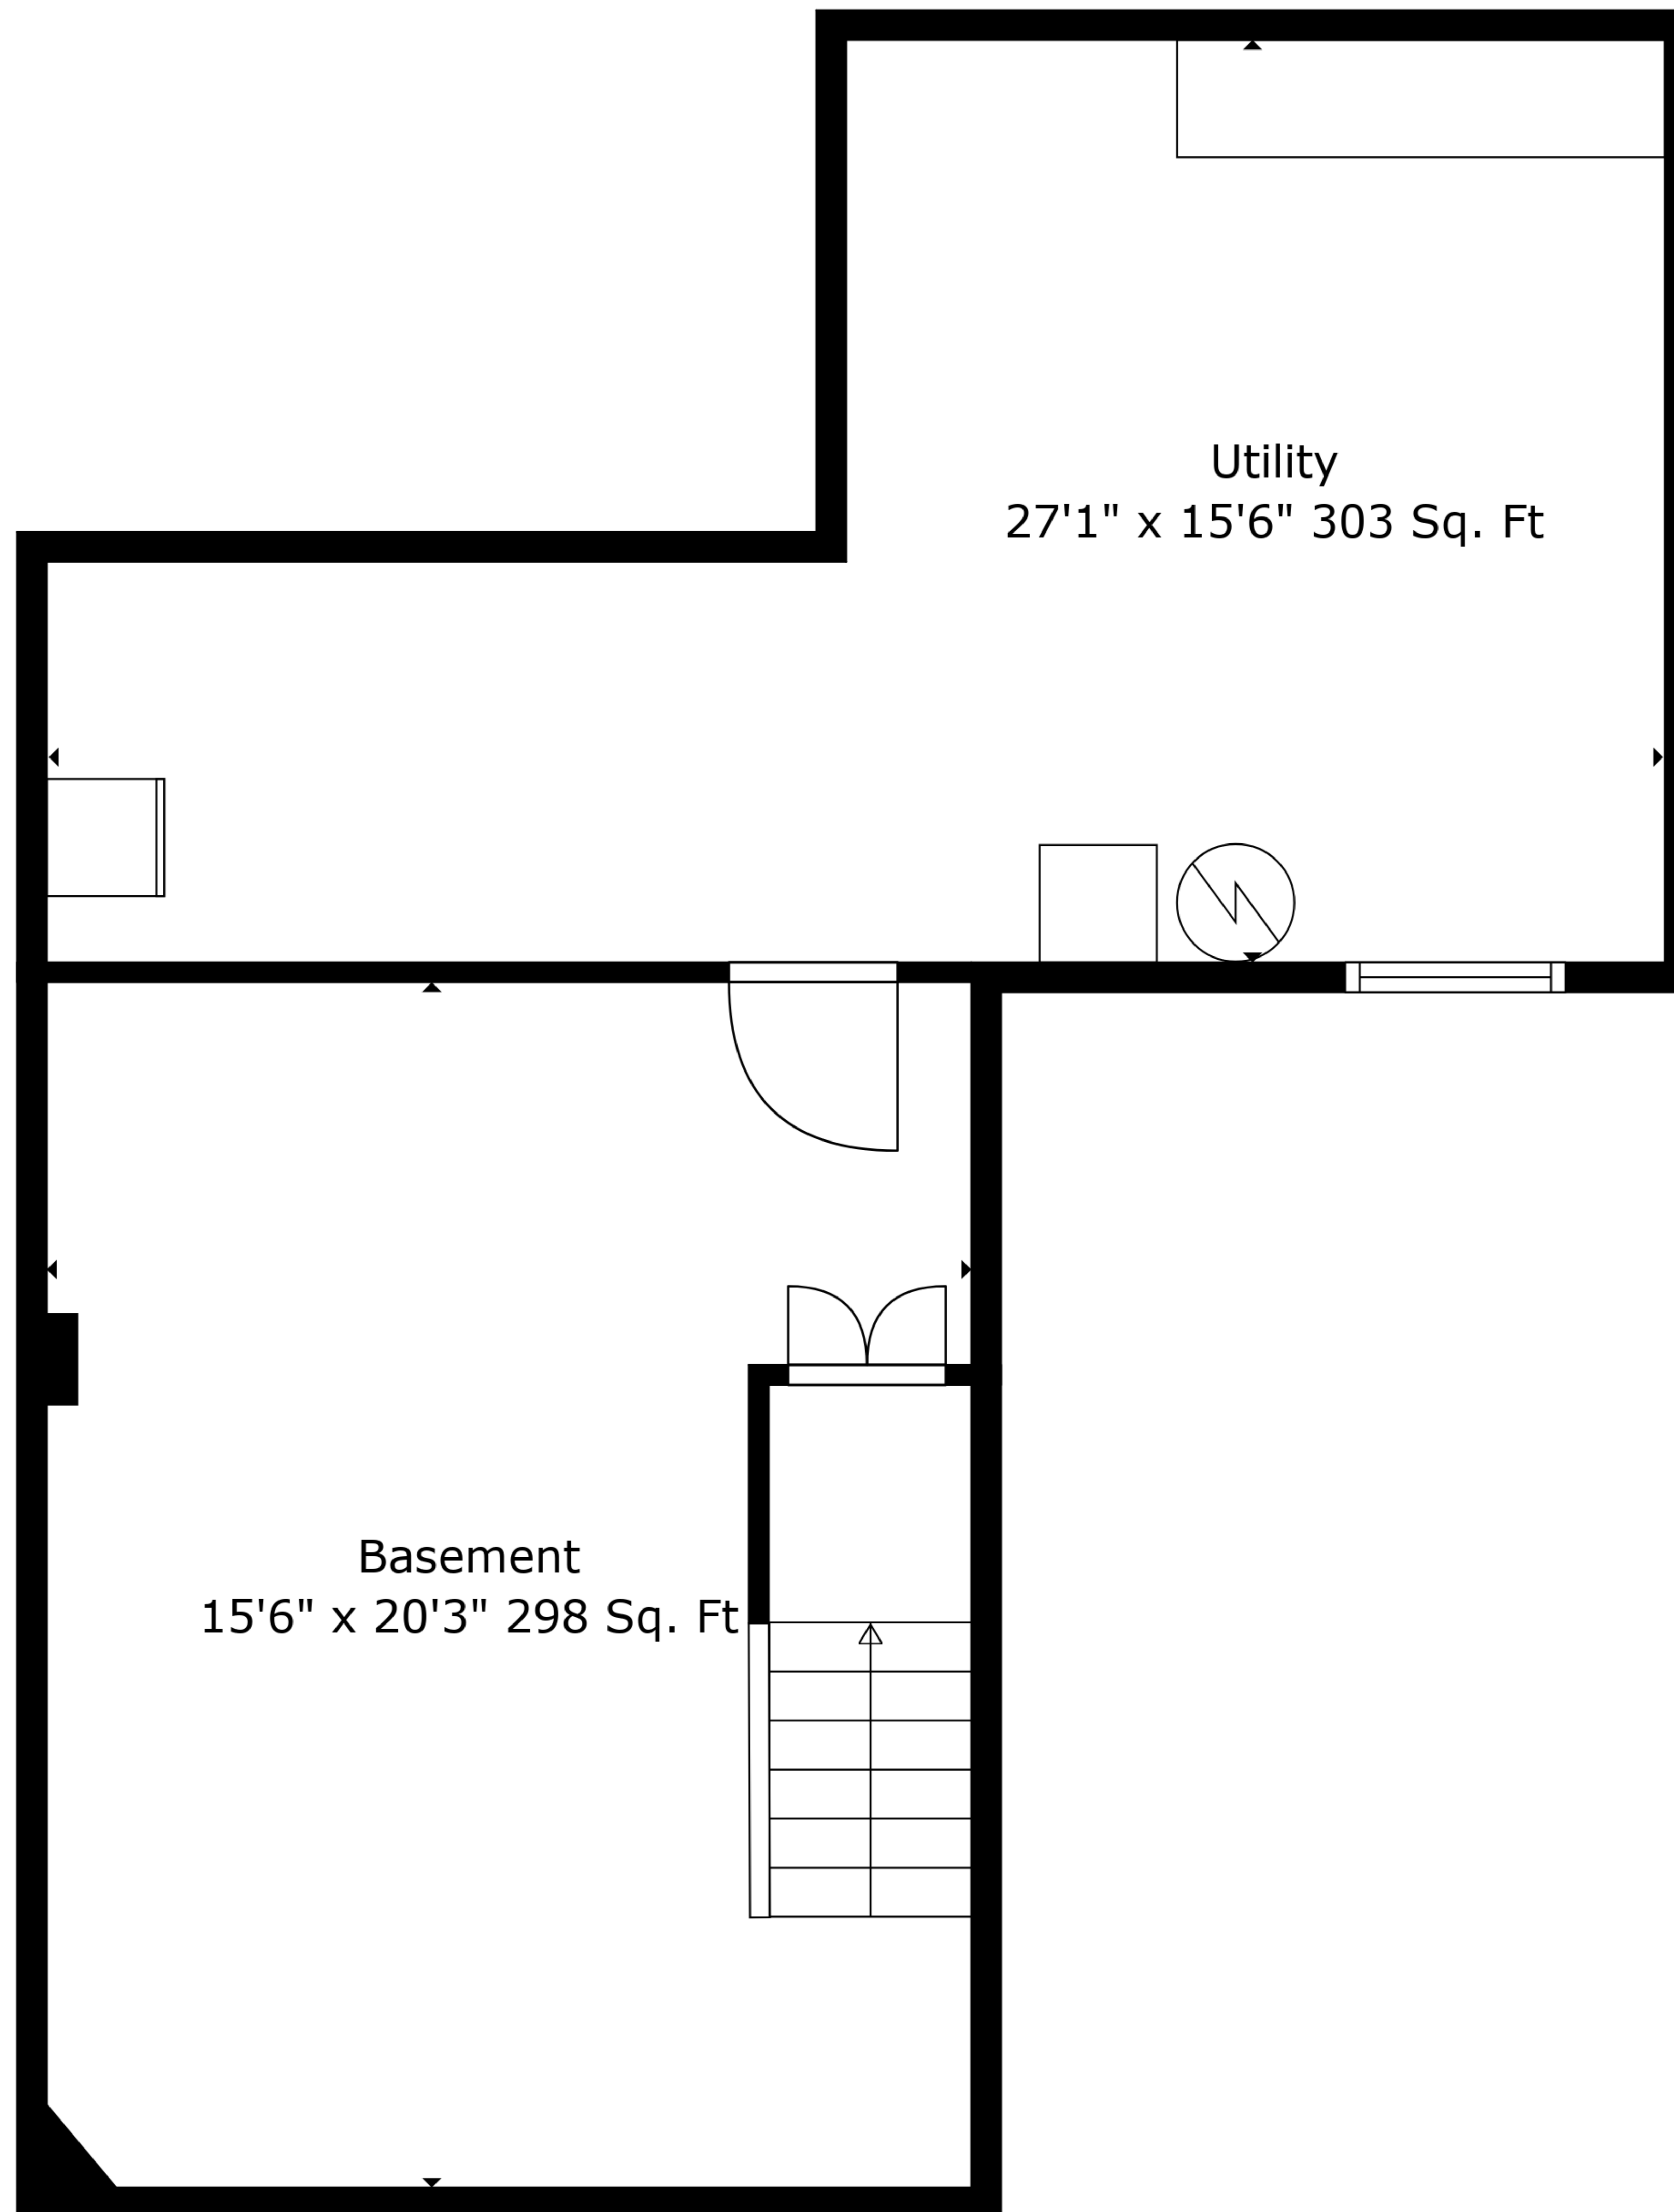 Utility
27'1" x 15'6" 303 Sq. Ft
Basement
15'6" x 20'3" 298 Sq. Ft